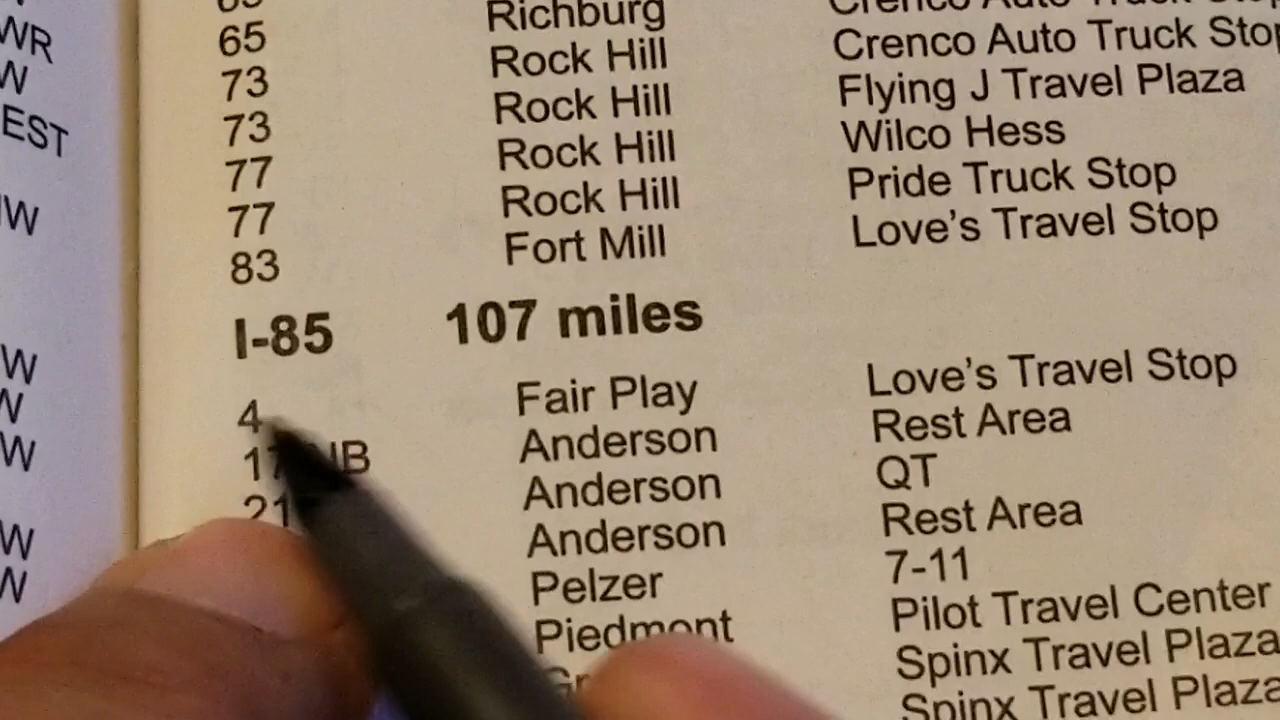 WR
W
EST
W
W
W
W
W
Richburg
65 Rock Hill Crenco Auto Truck Stop
73 Rock Hill Flying J Travel Plaza
73 Rock Hill Wilco Hess
77 Rock Hill Pride Truck Stop
77 Fort Mill Love's Travel Stop
83
I-85 107 miles
4 Fair Play Love's Travel Stop
Anderson Rest Area
Anderson QT
Anderson Rest Area
Pelzer 7-11
Piedmont Pilot Travel Center
Spinx Travel Plaza
Spinx Travel Plaza